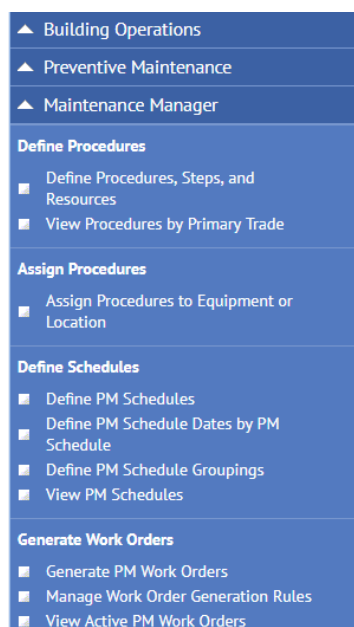 Building Operations
Preventive Maintenance
Maintenance Manager
Define Procedures
Define Procedures, Steps, and
Resources
View Procedures by Primary Trade
Assign Procedures
Assign Procedures to Equipment or
Location
Define Schedules
Define PM Schedules
Define PM Schedule Dates by PM
Schedule
Define PM Schedule Groupings
View PM Schedules
Generate Work Orders
Generate PM Work Orders
Manage Work Order Generation Rules
View Active PM Work Orders